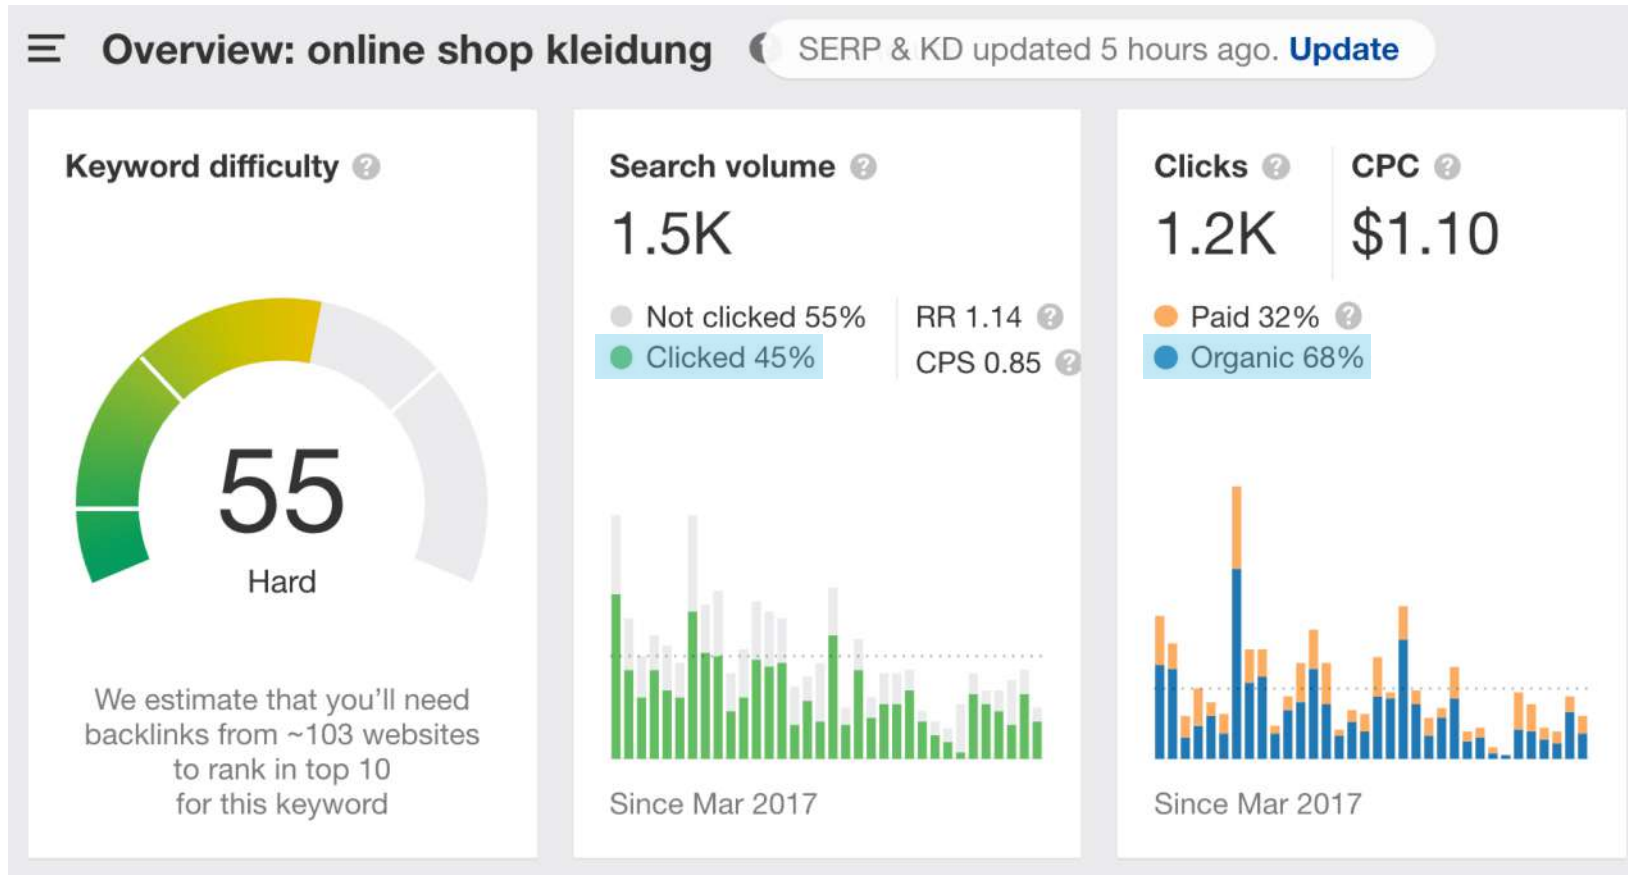 Overview: online shop kleidung
SERP & KD updated 5 hours ago. Update
Keyword difficulty ?
55
Hard
We estimate that you’ll need
backlinks from ~103 websites
to rank in top 10
for this keyword
Search volume ?
1.5K
Not clicked 55%
Clicked 45%
RR 1.14 ?
CPS 0.85 ?
Since Mar 2017
Clicks ?
1.2K
CPC ?
$1.10
Paid 32% ?
Organic 68%
Since Mar 2017